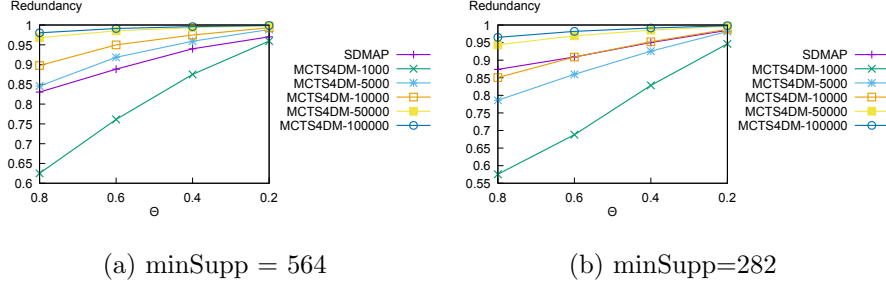 Redundancy
1
0.95
0.9
0.85
0.8
0.75
0.7
0.65
0.6
0.8
0.6
0.4
0.2
Θ
SDMAP
MCTS4DM-1000
MCTS4DM-5000
MCTS4DM-10000
MCTS4DM-50000
MCTS4DM-100000
(a) minSupp = 564
Redundancy
1
0.95
0.9
0.85
0.8
0.75
0.7
0.65
0.6
0.55
0.8
0.6
0.4
0.2
Θ
SDMAP
MCTS4DM-1000
MCTS4DM-5000
MCTS4DM-10000
MCTS4DM-50000
MCTS4DM-100000
(b) minSupp=282